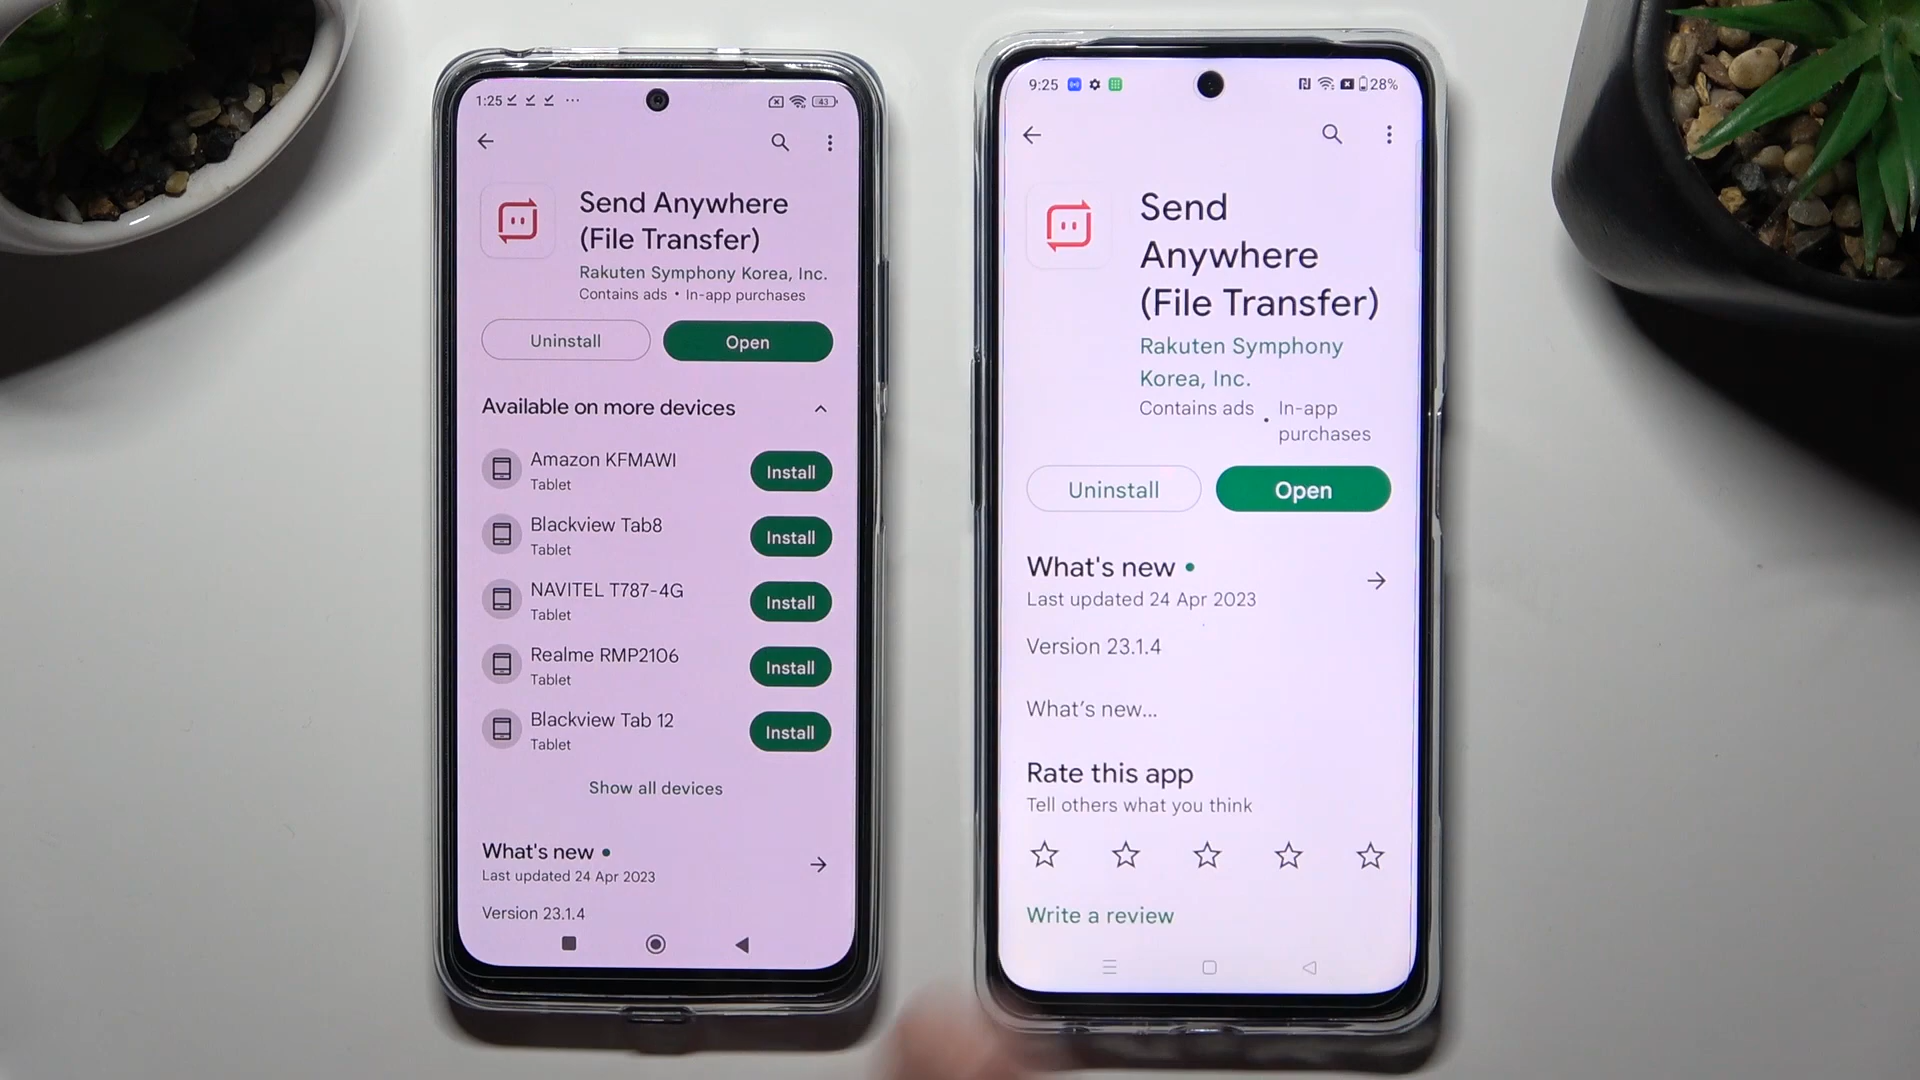 1:25
43
Send Anywhere
(File Transfer)
Rakuten Symphony Korea, Inc.
Contains ads • In-app purchases
Uninstall
Open
Available on more devices
Amazon KFMAWI
Tablet
Install
Blackview Tab8
Tablet
Install
NAVITEL T787-4G
Tablet
Install
Realme RMP2106
Tablet
Install
Blackview Tab 12
Tablet
Install
Show all devices
What's new •
Last updated 24 Apr 2023
Version 23.1.4
9:25
28%
Send
Anywhere
(File Transfer)
Rakuten Symphony
Korea, Inc.
Contains ads • In-app
purchases
Uninstall
Open
What's new •
Last updated 24 Apr 2023
Version 23.1.4
What's new...
Rate this app
Tell others what you think
Write a review